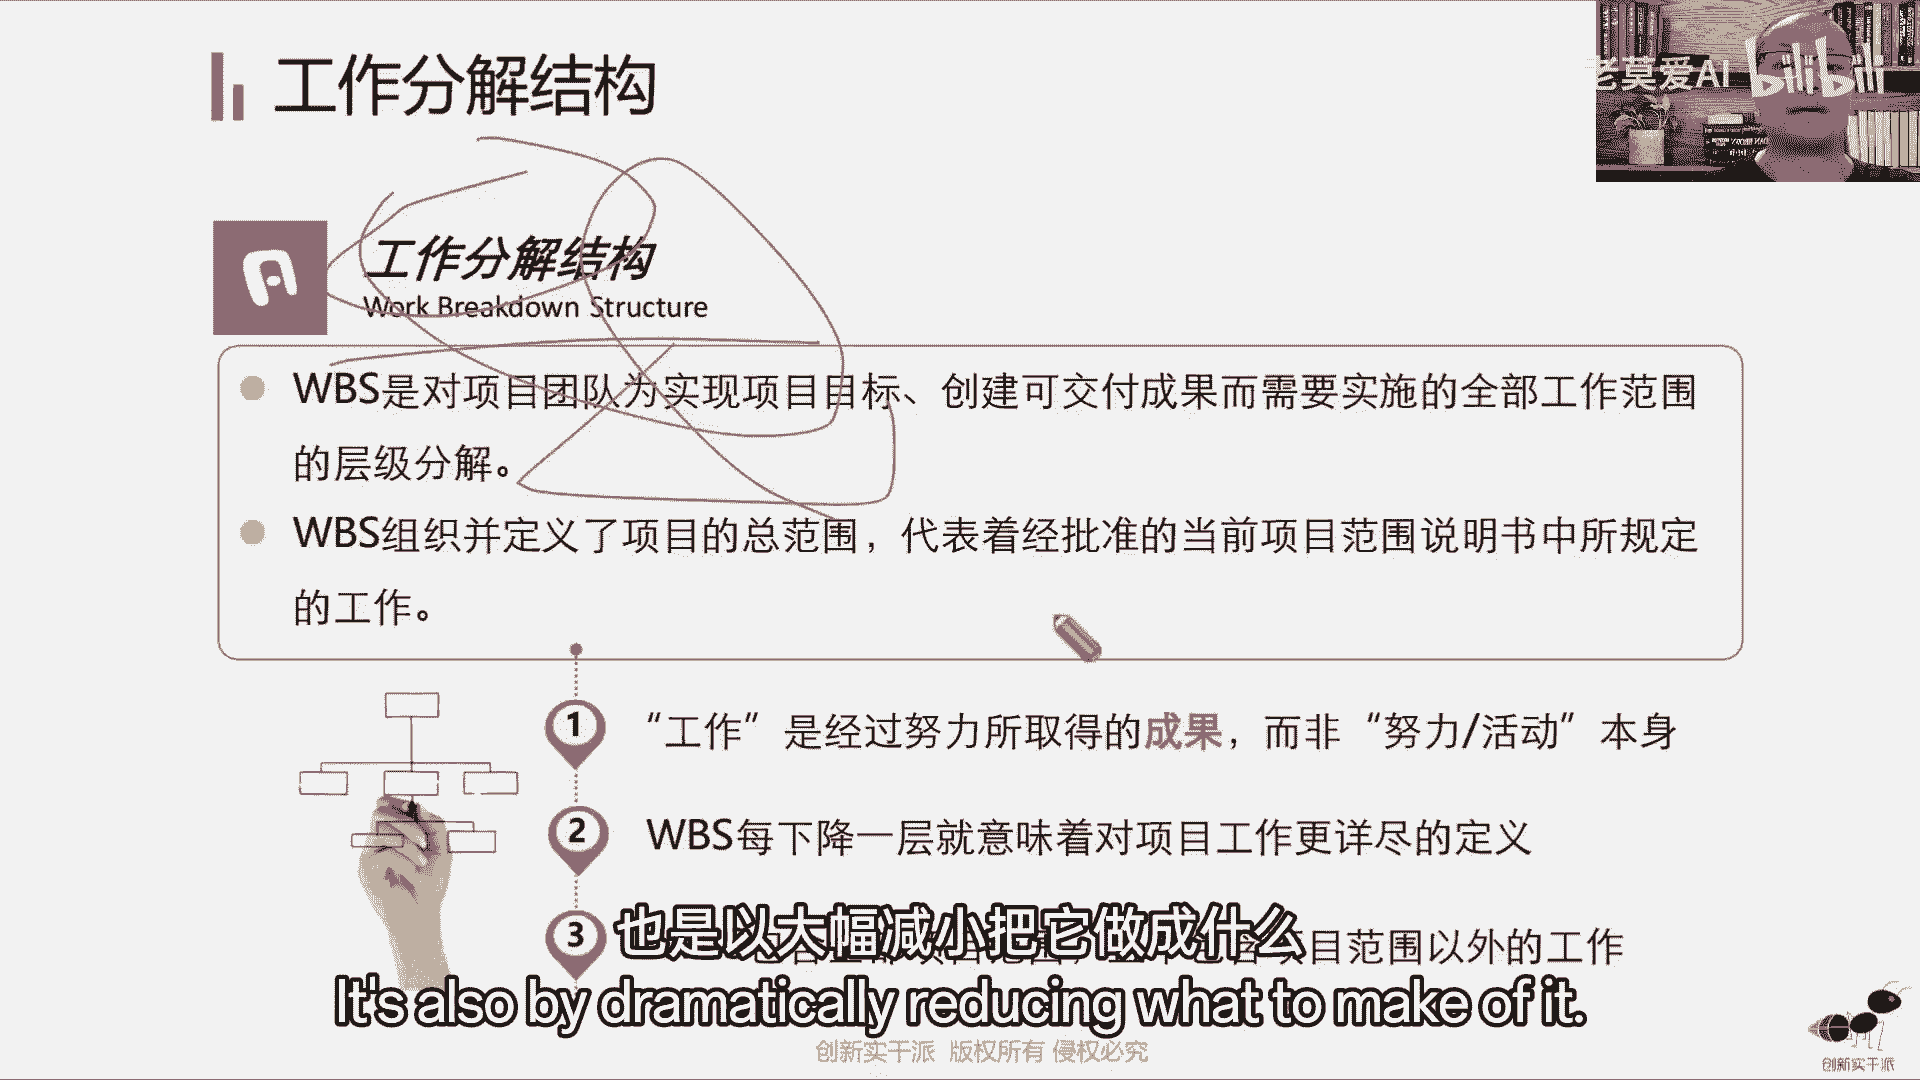 工作分解结构
老莫爱AI bilibili
工作分解结构
Work Breakdown Structure
WBS是对项目团队为实现项目目标、创建可交付成果而需要实施的全部工作范围
的层级分解。
WBS组织并定义了项目的总范围，代表着经批准的当前项目范围说明书中所规定
的工作。
1 “工作”是经过努力所取得的成果，而非“努力/活动”本身
2 WBS每下降一层就意味着对项目工作更详尽的定义
3 项目范围以外的工作
也是以大幅减小把它做成什么
It's also by dramatically reducing what to make of it.
创新实干派 版权所有 侵权必究
创新实干派